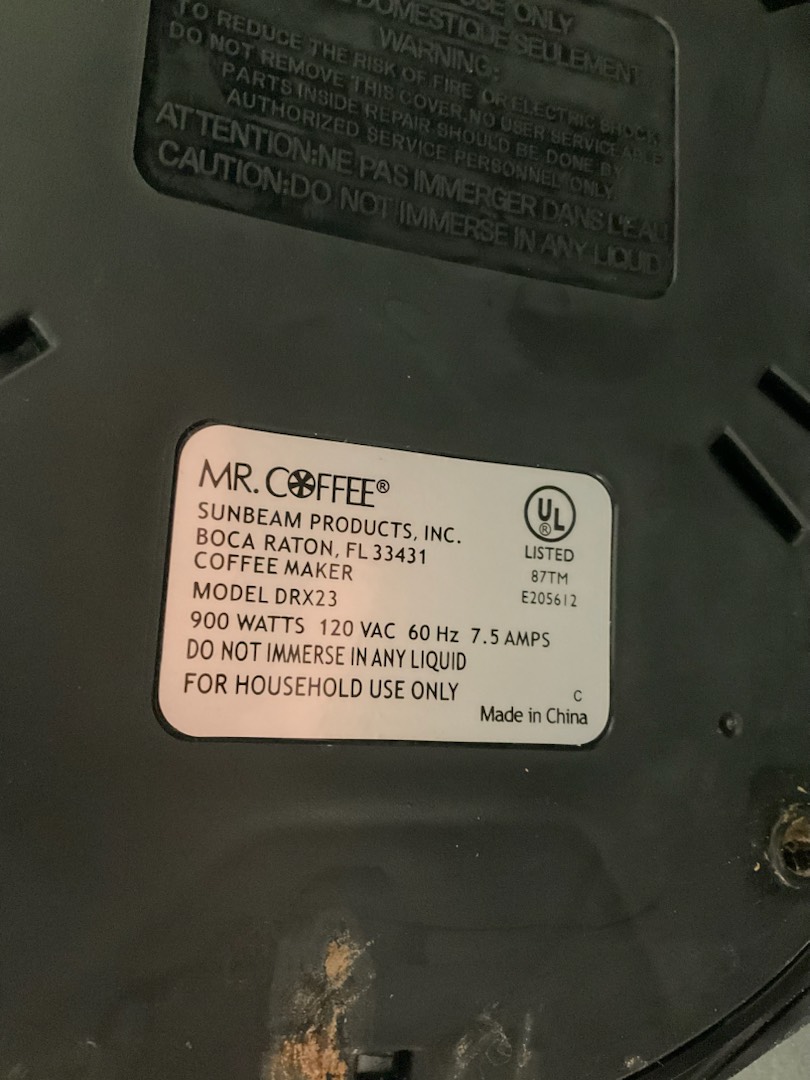 USE ONLY
DOMESTIQUE SEULEMENT
WARNING:
TO REDUCE THE RISK OF FIRE OR ELECTRIC SHOCK
DO NOT REMOVE THIS COVER. NO USER SERVICEABLE
PARTS INSIDE REPAIR SHOULD BE DONE BY
AUTHORIZED SERVICE PERSONNEL ONLY
ATTENTION:NE PAS IMMERGER DANS L'EAU
CAUTION:DO NOT IMMERSE IN ANY LIQUID
MR. COFFEE®
SUNBEAM PRODUCTS, INC.
BOCA RATON, FL 33431
COFFEE MAKER
MODEL DRX23
900 WATTS 120 VAC 60 Hz 7.5 AMPS
DO NOT IMMERSE IN ANY LIQUID
FOR HOUSEHOLD USE ONLY
UL®
LISTED
87TM
E205612
C
Made in China